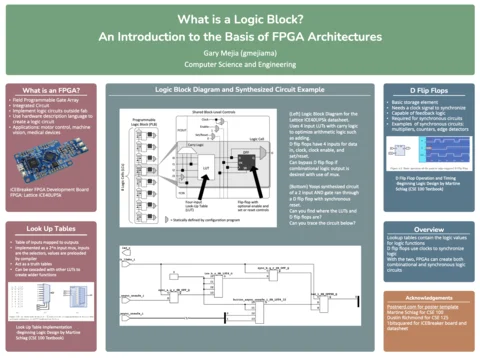 What is a Logic Block?
An Introduction to the Basis of FPGA Architectures
Gary Mejia (gmejiama)
Computer Science and Engineering
What is an FPGA?
Field Programmable Gate Array
Integrated Circuit
Implement logic circuits outside fab
Use hardware description language to
create a logic circuit
Applications: motor control, machine
vision, medical devices
iCEBreaker FPGA Development Board
FPGA: Lattice iCE40UP5k
Look Up Tables
Table of inputs mapped to outputs
Implemented as a 2^n input mux, inputs
are the selectors, values are preloaded
by compiler
Act as a truth tables
Can be cascaded with other LUTs to
create wider functions
Look Up Table Implementation
-Beginning Logic Design by Martine
Schlag (CSE 100 Textbook)
Logic Block Diagram and Synthesized Circuit Example
Programmable
Logic Block (PLB)
Shared Block-Level Controls
Clock
Enable
Set/Reset
Logic Cell
Carry Logic
LUT
DFF
8 Logic Cells (LCs)
Four-input
Look-Up Table
(LUT)
Flip-flop with
optional enable and
set or reset controls
= Statically defined by configuration program
(Left) Logic Block Diagram for the
Lattice iCE40UP5k datasheet.
Uses 4 input LUTs with carry logic
to optimize arithmetic logic such
as adding.
D flip flops have 4 inputs for data
in, clock, clock enable, and
set/reset.
Can bypass D flip flop if
combinational logic output is
desired with use of mux.
(Bottom) Yosys synthesized circuit
of a 2 input AND gate ran through
a D flip flop with synchronous
reset.
Can you find where the LUTs and
D flip flops are?
Can you trace the circuit below?
D Flip Flops
Basic storage element
Needs a clock signal to synchronize
Capable of feedback logic
Required for synchronous circuits
Examples of synchronous circuits:
multipliers, counters, edge detectors
D Flip Flop Operation and Timing
-Beginning Logic Design by Martine
Schlag (CSE 100 Textbook)
Overview
Lookup tables contain the logic values
for logic functions
D flip flops use clocks to synchronize
logic
With the two, FPGAs can create both
combinational and synchronous logic
circuits
Acknowledgements
Posternerd.com for poster template
Martine Schlag for CSE 100
Dustin Richmond for CSE 125
1bitsquared for iCEBreaker board and
datasheet